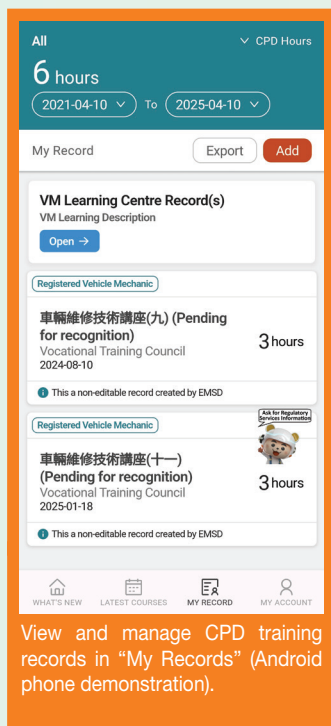 All
CPD Hours
6 hours
2021-04-10 To 2025-04-10
My Record Export Add
VM Learning Centre Record(s)
VM Learning Description
Open →
Registered Vehicle Mechanic
車輛維修技術講座(九) (Pending
for recognition)
Vocational Training Council
2024-08-10
3 hours
This a non-editable record created by EMSD
Registered Vehicle Mechanic
Ask for Regulatory
Services Information
車輛維修技術講座(十一)
(Pending for recognition)
Vocational Training Council
2025-01-18
3 hours
This a non-editable record created by EMSD
WHAT'S NEW LATEST COURSES MY RECORD MY ACCOUNT
View and manage CPD training
records in “My Records” (Android
phone demonstration).